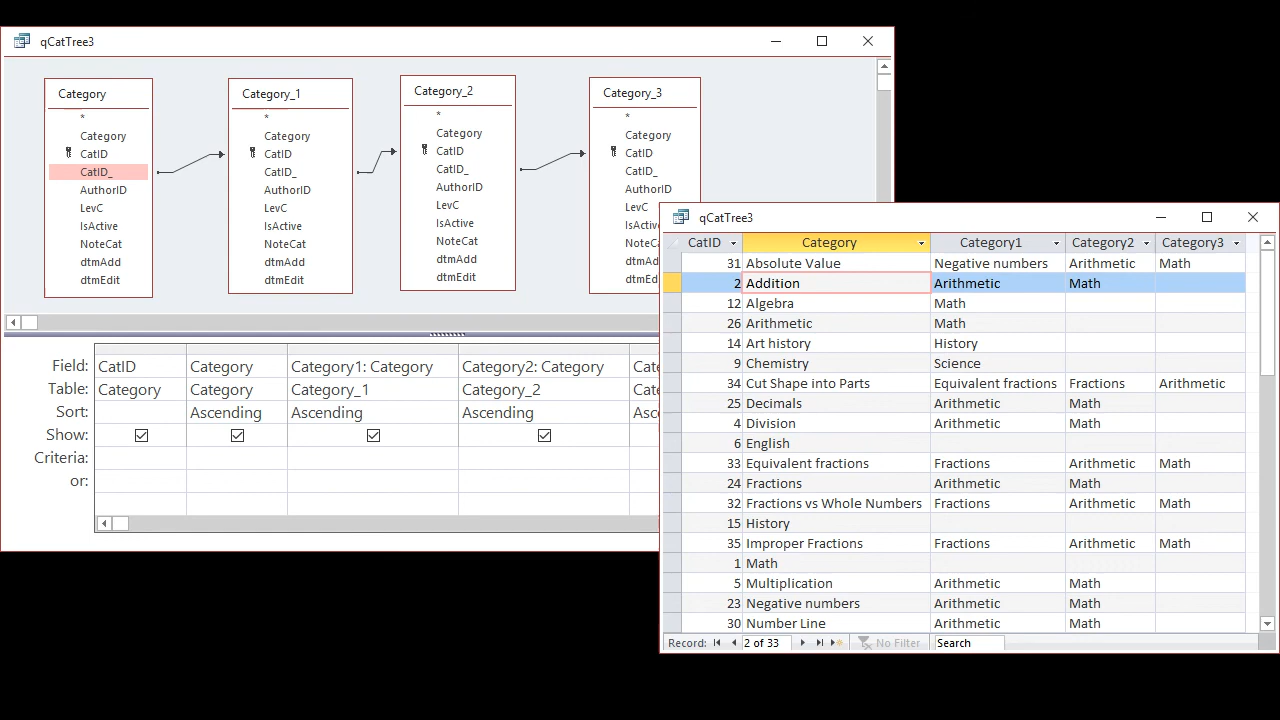 qCatTree3
Category Category_1 Category_2 Category_3
* * * *
Category Category Category Category
CatID CatID CatID CatID
CatID_ CatID_ CatID_ CatID_
AuthorID AuthorID AuthorID AuthorID
LevC LevC LevC LevC
IsActive IsActive IsActive
NoteCat NoteCat NoteCat
dtmAdd dtmAdd dtmAdd
dtmEdit dtmEdit dtmEdit
Field: CatID Category Category1: Category Category2: Category
Table: Category Category Category_1 Category_2
Sort: Ascending Ascending Ascending
Show:
Criteria:
or:
qCatTree3
CatID Category Category1 Category2 Category3
31 Absolute Value Negative numbers Arithmetic Math
2 Addition Arithmetic Math
12 Algebra Math
26 Arithmetic Math
14 Art history History
9 Chemistry Science
34 Cut Shape into Parts Equivalent fractions Fractions Arithmetic
25 Decimals Arithmetic Math
4 Division Arithmetic Math
6 English
33 Equivalent fractions Fractions Arithmetic Math
24 Fractions Arithmetic Math
32 Fractions vs Whole Numbers Fractions Arithmetic Math
15 History
35 Improper Fractions Fractions Arithmetic Math
1 Math
5 Multiplication Arithmetic Math
23 Negative numbers Arithmetic Math
30 Number Line Arithmetic Math
Record: 2 of 33 No Filter Search